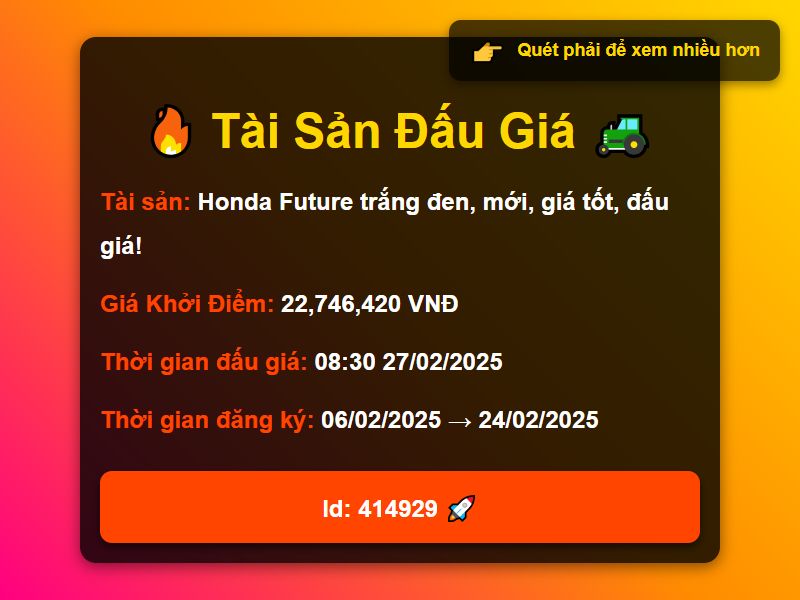 Quét phải để xem nhiều hơn
Tài Sản Đấu Giá
Tài sản: Honda Future trắng đen, mới, giá tốt, đấu
giá!
Giá Khởi Điểm: 22,746,420 VNĐ
Thời gian đấu giá: 08:30 27/02/2025
Thời gian đăng ký: 06/02/2025 → 24/02/2025
Id: 414929